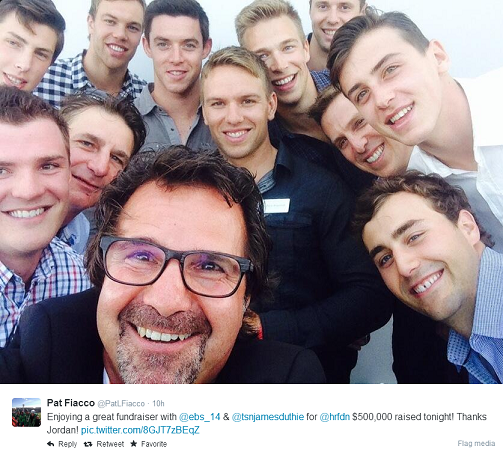 Pat Fiacco @PatLFiacco · 10h
Enjoying a great fundraiser with @ebs_14 & @tsnjamesduthie for @hrfdn $500,000 raised tonight! Thanks
Jordan! pic.twitter.com/8GJT7zBEqZ
Reply Retweet Favorite Flag media